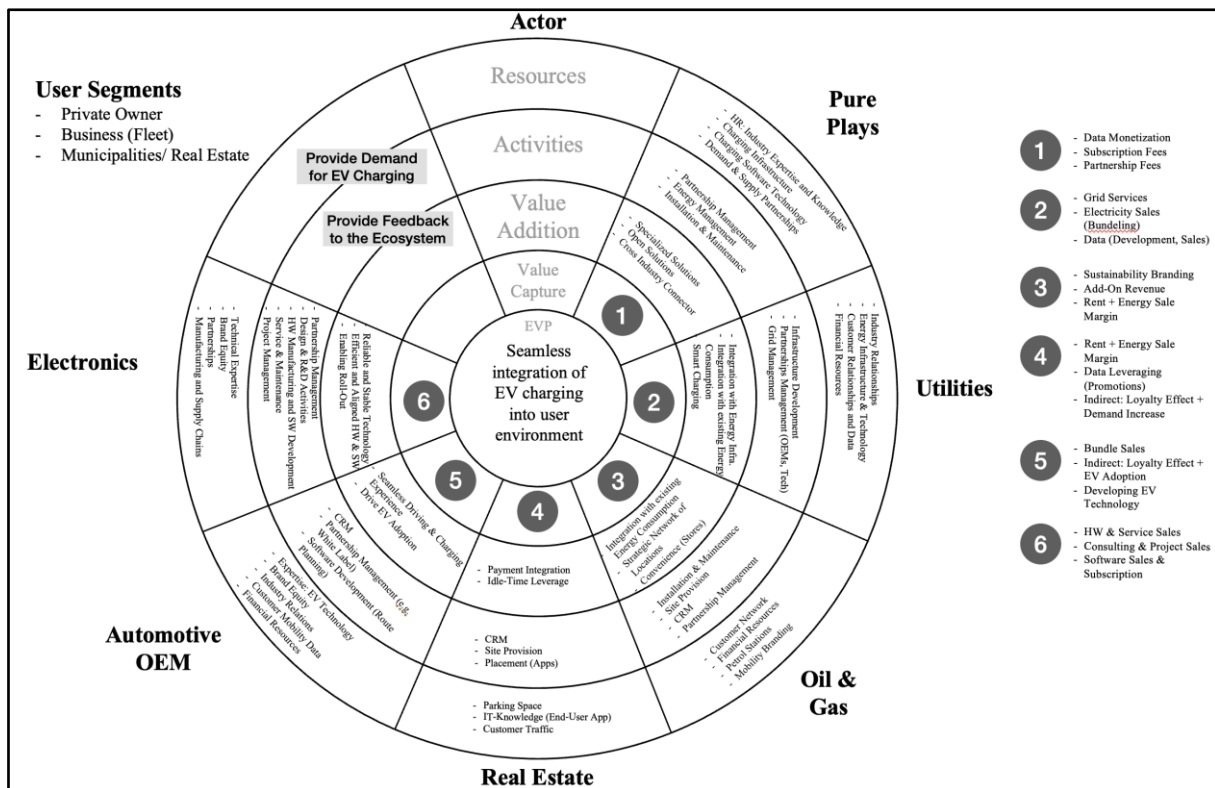 Actor
Resources
Activities
Value
Addition
Value
Capture
EVP
Seamless
integration of
EV charging
into user
environment
User Segments
- Private Owner
- Business (Fleet)
- Municipalities/ Real Estate
Provide Demand
for EV Charging
Provide Feedback
to the Ecosystem
Pure
Plays
- HR: Industry Expertise and Knowledge
- Charging Infrastructure
- Charging Software Technology
- Demand & Supply Partnerships
- Partnership Management
- Energy Management
- Installation & Maintenance
- Specialized Solutions
- Open Solutions
- Cross Industry Connector
1
Utilities
- Industry Relationships
- Energy Infrastructure & Technology
- Customer Relationships and Data
- Financial Resources
- Infrastructure Development
- Partnerships Management (OEMs, Tech)
- Grid Management
- Integration with Energy Infra.
- Integration with existing Energy
Consumption
- Smart Charging
2
Oil &
Gas
- Customer Network
- Financial Resources
- Petrol Stations
- Mobility Branding
- Installation & Maintenance
- Site Provision
- CRM
- Partnership Management
- Integration with existing
Energy Consumption
- Strategic Network of
Locations
- Convenience (Stores)
3
Real Estate
- Parking Space
- IT-Knowledge (End-User App)
- Customer Traffic
- CRM
- Site Provision
- Placement (Apps)
- Payment Integration
- Idle-Time Leverage
4
Automotive
OEM
- Expertise: EV Technology
- Brand Equity
- Industry Relations
- Customer Mobility Data
- Financial Resources
- CRM
- Partnership Management (e.g.
White Label)
- Software Development (Route
Planning)
- Seamless Driving & Charging
Experience
- Drive EV Adoption
5
Electronics
- Technical Expertise
- Brand Equity
- Partnerships
- Manufacturing and Supply Chains
- Partnership Management
- Design & R&D Activities
- HW Manufacturing and SW Development
- Service & Maintenance
- Project Management
- Reliable and Stable Technology
- Efficient and Aligned HW & SW
- Enabling Roll-Out
6
1
- Data Monetization
- Subscription Fees
- Partnership Fees
2
- Grid Services
- Electricity Sales
(Bundeling)
- Data (Development, Sales)
3
- Sustainability Branding
- Add-On Revenue
- Rent + Energy Sale
Margin
4
- Rent + Energy Sale
Margin
- Data Leveraging
(Promotions)
- Indirect: Loyalty Effect +
Demand Increase
5
- Bundle Sales
- Indirect: Loyalty Effect +
EV Adoption
- Developing EV
Technology
6
- HW & Service Sales
- Consulting & Project Sales
- Software Sales &
Subscription